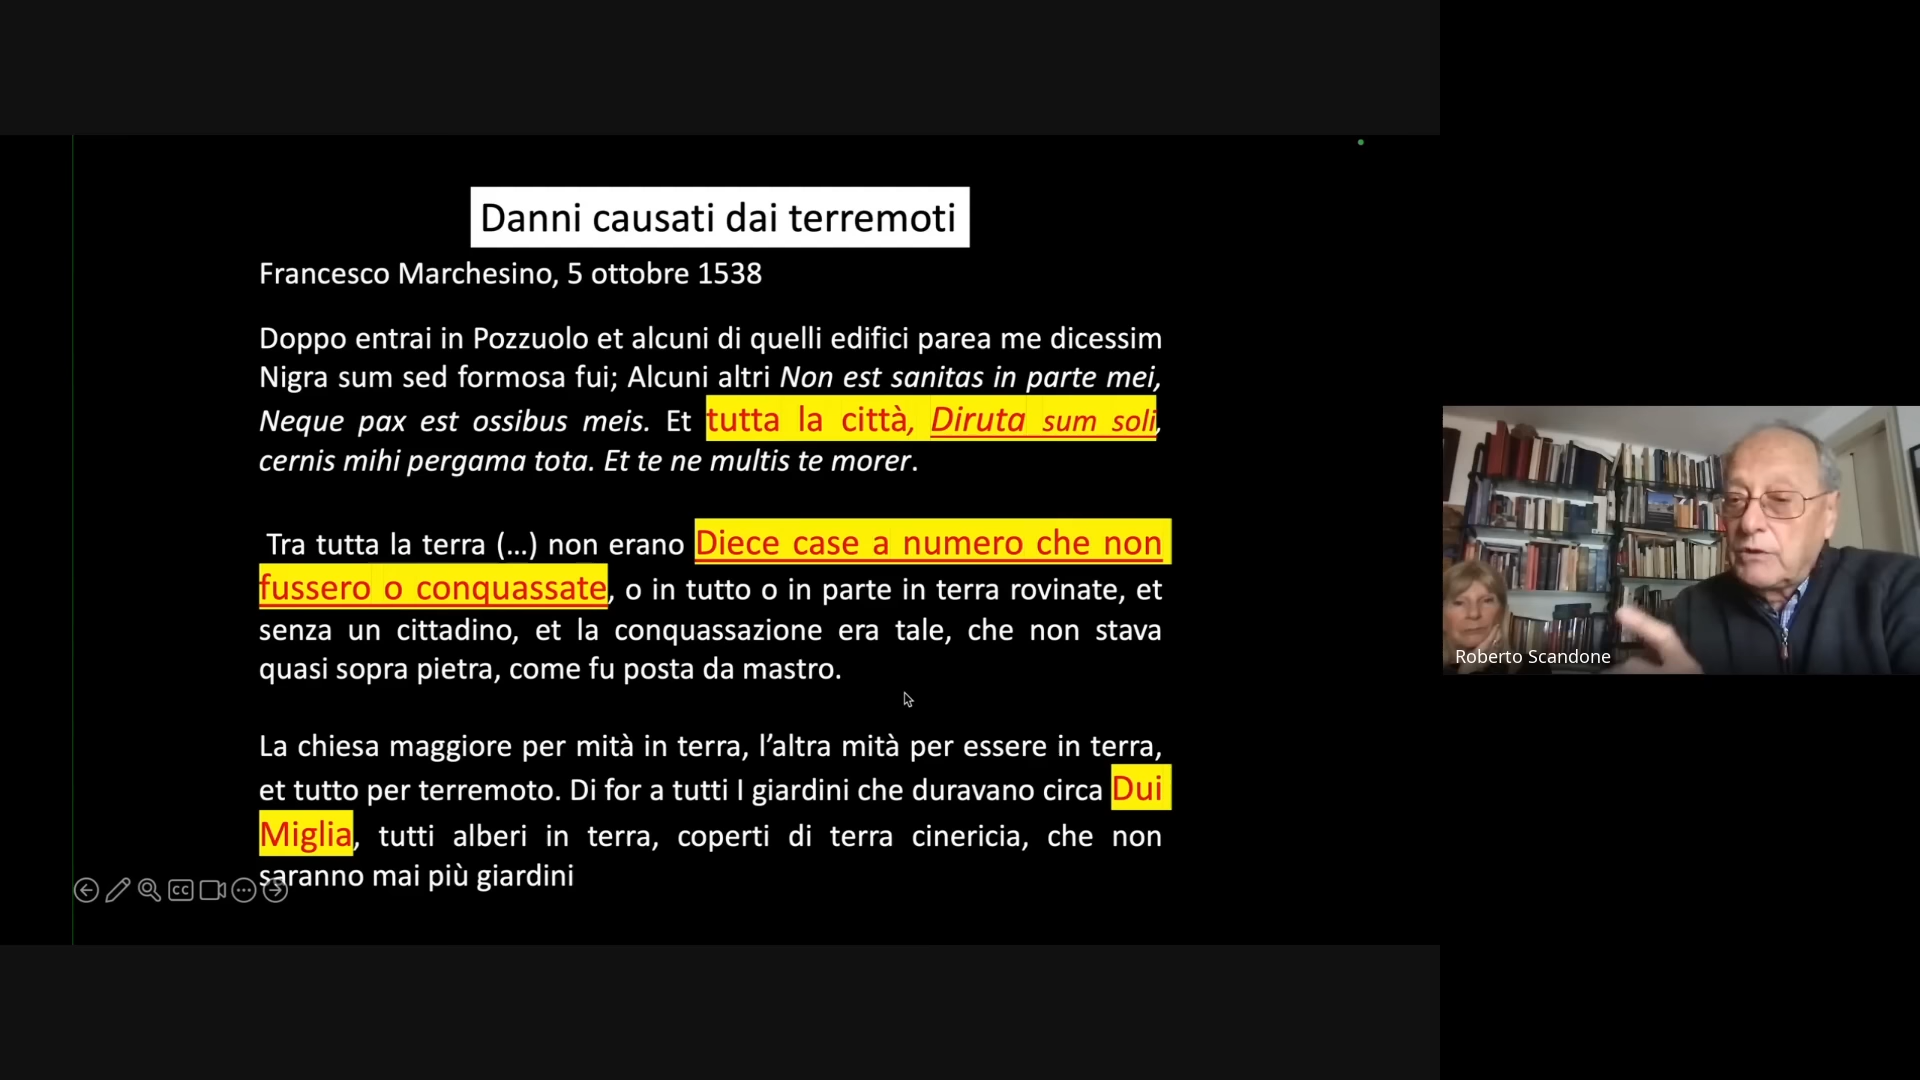 Danni causati dai terremoti
Francesco Marchesino, 5 ottobre 1538
Doppo entrai in Pozzuolo et alcuni di quelli edifici parea me dicessim
Nigra sum sed formosa fui; Alcuni altri Non est sanitas in parte mei,
Neque pax est ossibus meis. Et tutta la città, Diruta sum soli,
cernis mihi pergama tota. Et te ne multis te morer.
Tra tutta la terra (...) non erano Diece case a numero che non
fussero o conquassate, o in tutto o in parte in terra rovinate, et
senza un cittadino, et la conquassazione era tale, che non stava
quasi sopra pietra, come fu posta da mastro.
La chiesa maggiore per mità in terra, l’altra mità per essere in terra,
et tutto per terremoto. Di for a tutti I giardini che duravano circa Dui
Miglia, tutti alberi in terra, coperti di terra cinericia, che non
saranno mai più giardini
CC
Roberto Scandone